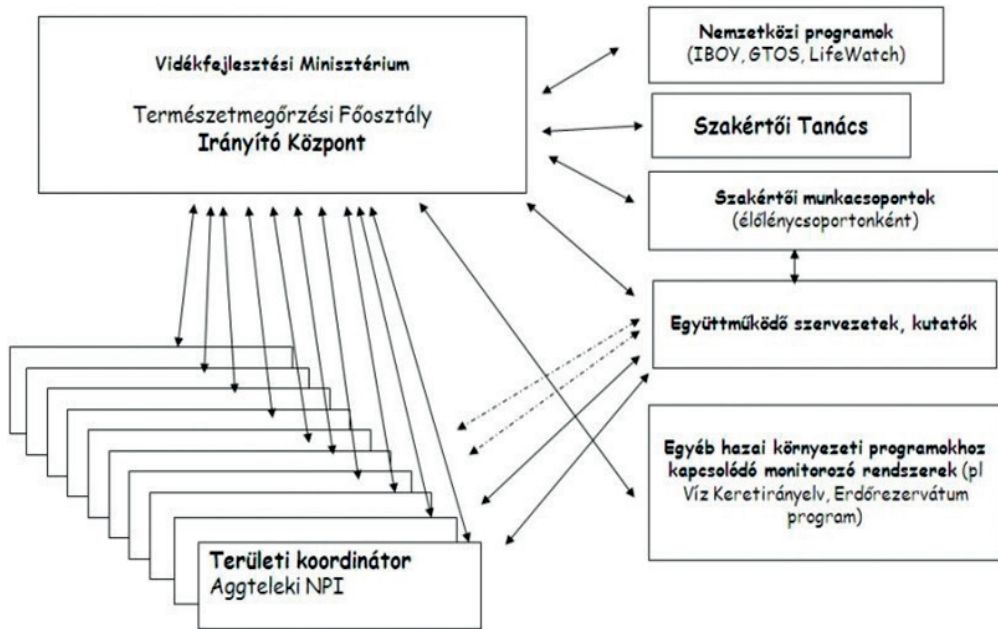 Vidékfejlesztési Minisztérium
Természetmegőrzési Főosztály
Irányító Központ
Nemzetközi programok
(IBOY, GTOS, LifeWatch)
Szakértői Tanács
Szakértői munkacsoportok
(élőlénycsoportonként)
Együttműködő szervezetek, kutatók
Egyéb hazai környezeti programokhoz
kapcsolódó monitorozó rendszerek (pl
Víz Keretirányelv, Erdőrezervátum
program)
Területi koordinátor
Aggteleki NPI